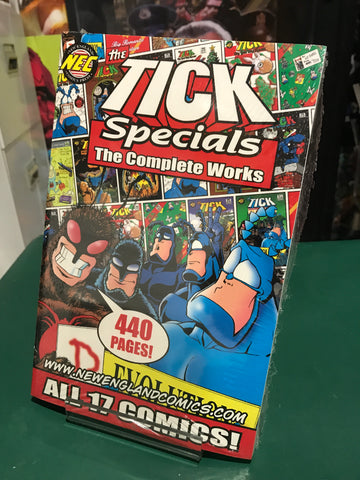 NEC
the
TICK
Specials
The Complete Works
440
PAGES!
WWW.NEWENGLANDCOMICS.COM
ALL 17 COMICS!